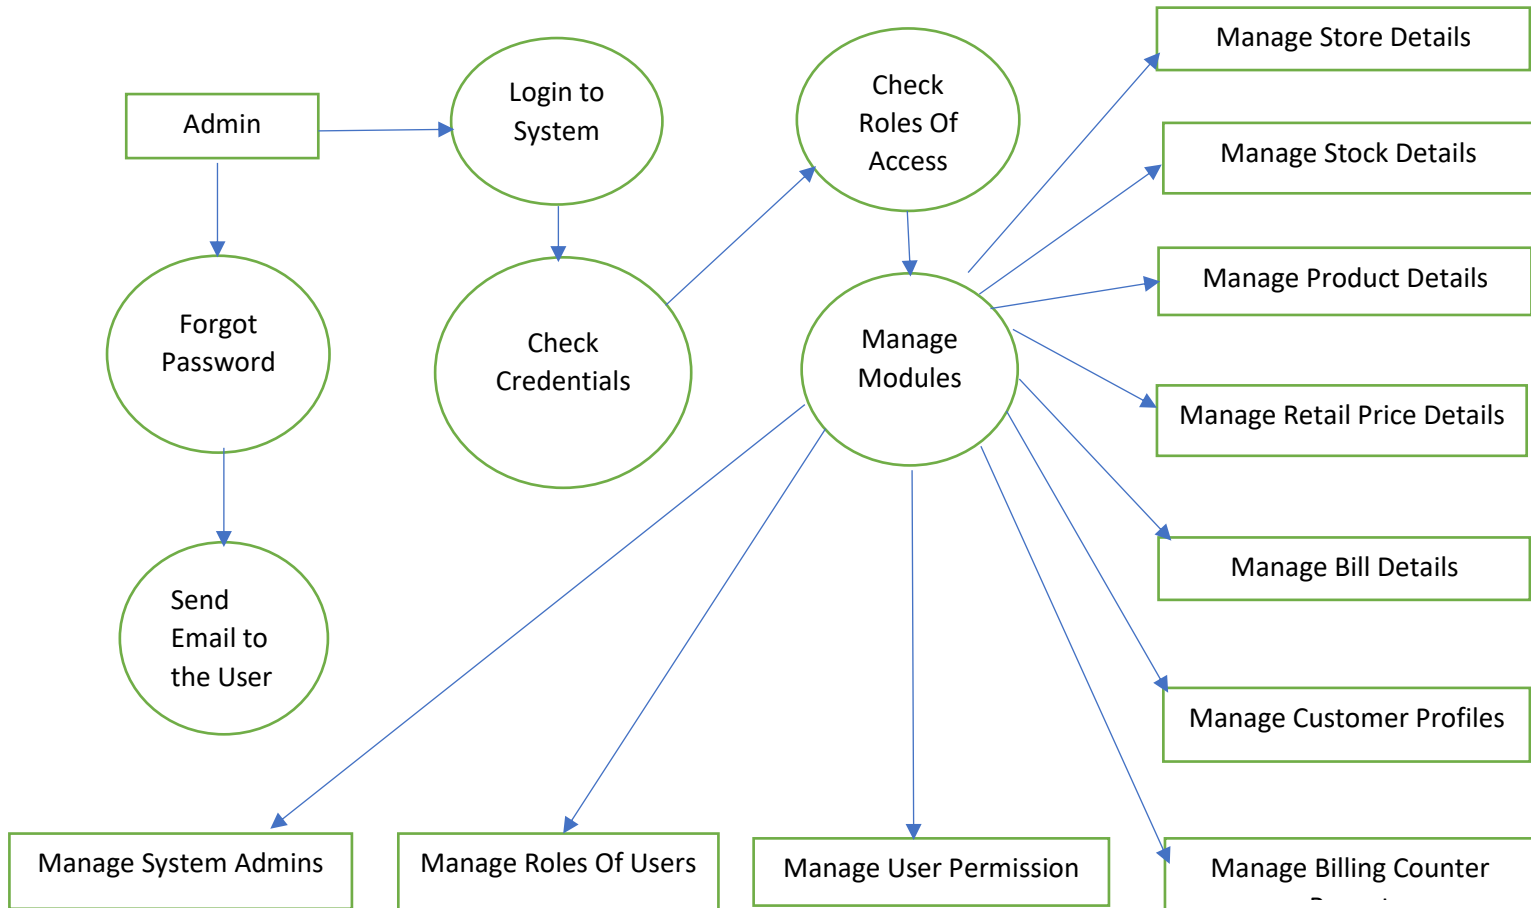 Manage Store Details
Admin
Login to
System
Check
Roles Of
Access
Manage Stock Details
Manage Product Details
Forgot
Password
Check
Credentials
Manage
Modules
Manage Retail Price Details
Manage Bill Details
Send
Email to
the User
Manage Customer Profiles
Manage System Admins
Manage Roles Of Users
Manage User Permission
Manage Billing Counter